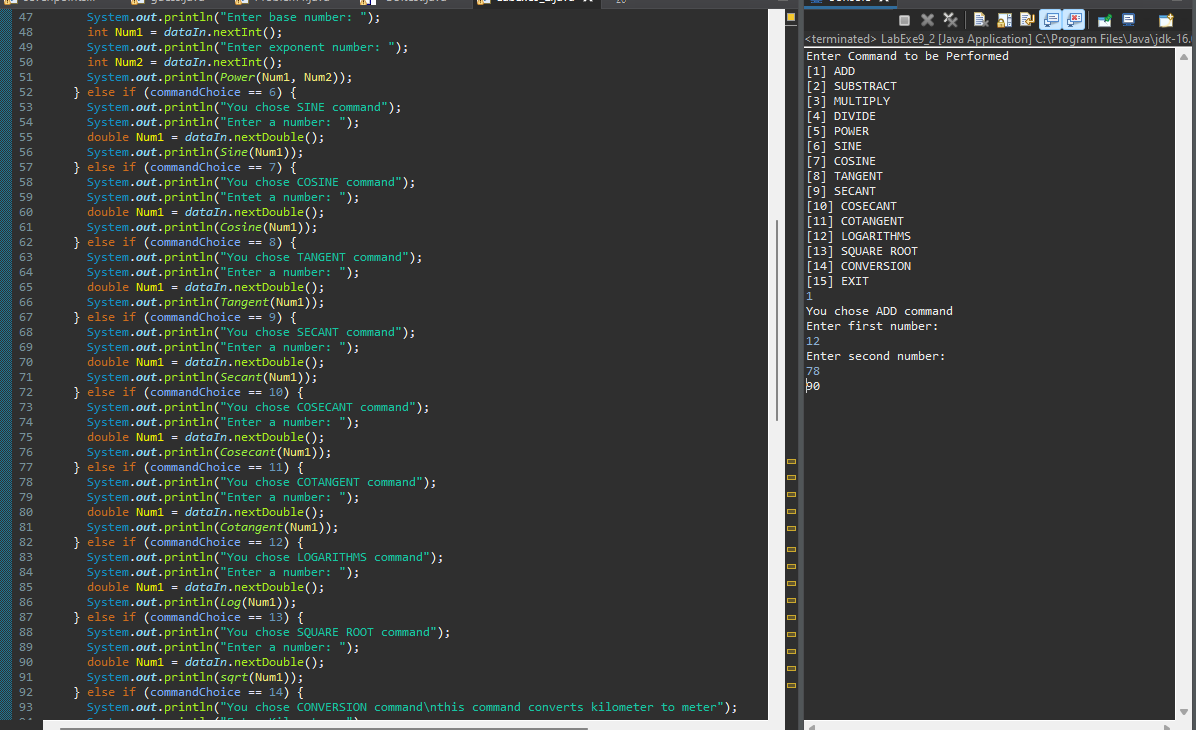 47 System.out.println("Enter base number: ");
48 int Num1 = dataIn.nextInt();
49 System.out.println("Enter exponent number: ");
50 int Num2 = dataIn.nextInt();
51 System.out.println(Power(Num1, Num2));
52 } else if (commandChoice == 6) {
53 System.out.println("You chose SINE command");
54 System.out.println("Enter a number: ");
55 double Num1 = dataIn.nextDouble();
56 System.out.println(Sine(Num1));
57 } else if (commandChoice == 7) {
58 System.out.println("You chose COSINE command");
59 System.out.println("Entet a number: ");
60 double Num1 = dataIn.nextDouble();
61 System.out.println(Cosine(Num1));
62 } else if (commandChoice == 8) {
63 System.out.println("You chose TANGENT command");
64 System.out.println("Enter a number: ");
65 double Num1 = dataIn.nextDouble();
66 System.out.println(Tangent(Num1));
67 } else if (commandChoice == 9) {
68 System.out.println("You chose SECANT command");
69 System.out.println("Enter a number: ");
70 double Num1 = dataIn.nextDouble();
71 System.out.println(Secant(Num1));
72 } else if (commandChoice == 10) {
73 System.out.println("You chose COSECANT command");
74 System.out.println("Enter a number: ");
75 double Num1 = dataIn.nextDouble();
76 System.out.println(Cosecant(Num1));
77 } else if (commandChoice == 11) {
78 System.out.println("You chose COTANGENT command");
79 System.out.println("Enter a number: ");
80 double Num1 = dataIn.nextDouble();
81 System.out.println(Cotangent(Num1));
82 } else if (commandChoice == 12) {
83 System.out.println("You chose LOGARITHMS command");
84 System.out.println("Enter a number: ");
85 double Num1 = dataIn.nextDouble();
86 System.out.println(Log(Num1));
87 } else if (commandChoice == 13) {
88 System.out.println("You chose SQUARE ROOT command");
89 System.out.println("Enter a number: ");
90 double Num1 = dataIn.nextDouble();
91 System.out.println(sqrt(Num1));
92 } else if (commandChoice == 14) {
93 System.out.println("You chose CONVERSION command\nthis command converts kilometer to meter");
<terminated> LabExe9_2 [Java Application] C:\Program Files\Java\jdk-16.
Enter Command to be Performed
[1] ADD
[2] SUBSTRACT
[3] MULTIPLY
[4] DIVIDE
[5] POWER
[6] SINE
[7] COSINE
[8] TANGENT
[9] SECANT
[10] COSECANT
[11] COTANGENT
[12] LOGARITHMS
[13] SQUARE ROOT
[14] CONVERSION
[15] EXIT
1
You chose ADD command
Enter first number:
12
Enter second number:
78
90